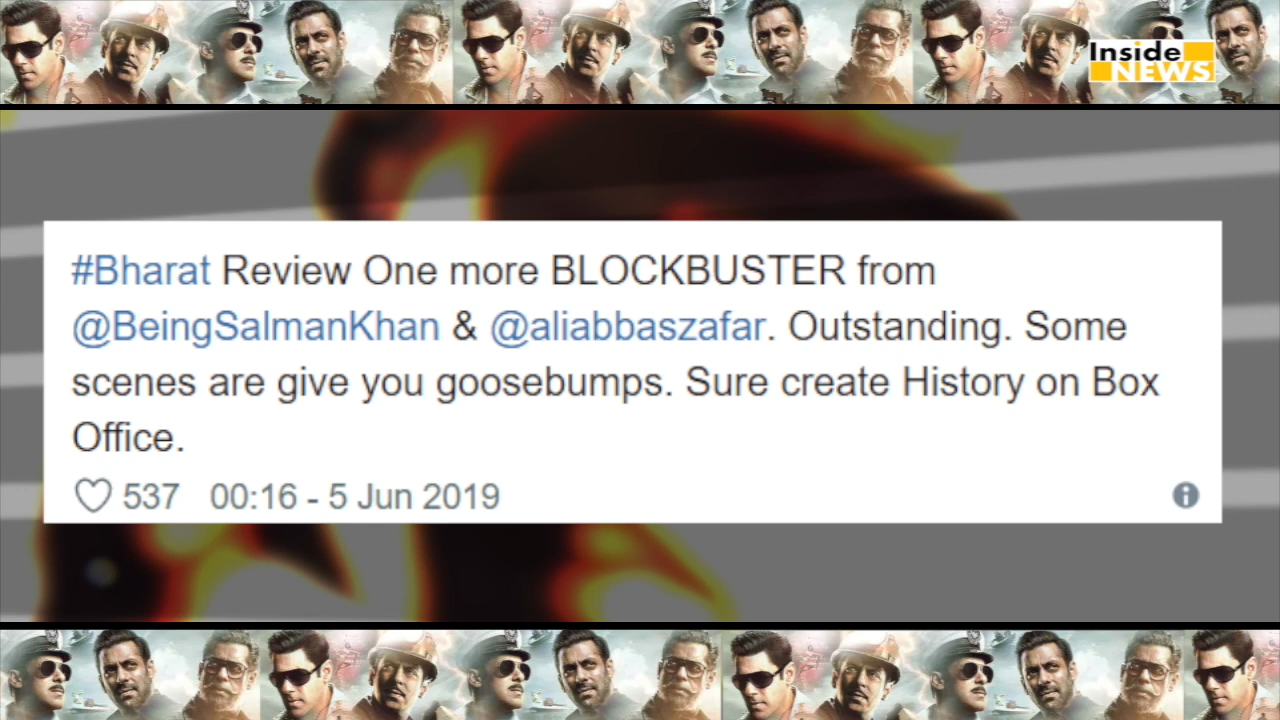 Inside
NEWS
#Bharat Review One more BLOCKBUSTER from
@BeingSalmanKhan & @aliabbaszafar. Outstanding. Some
scenes are give you goosebumps. Sure create History on Box
Office.
537 00:16 - 5 Jun 2019